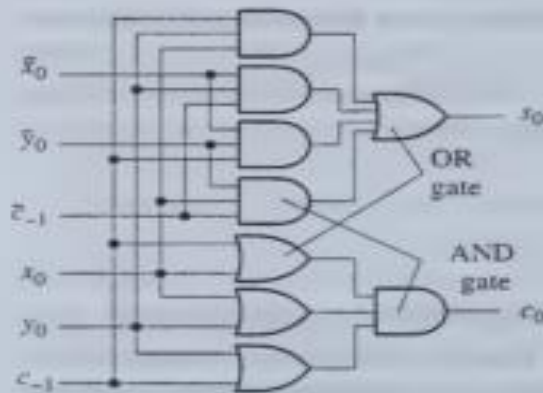 x̄₀
s₀
ȳ₀
OR
gate
c̄₋₁
AND
gate
x₀
c₀
y₀
c₋₁